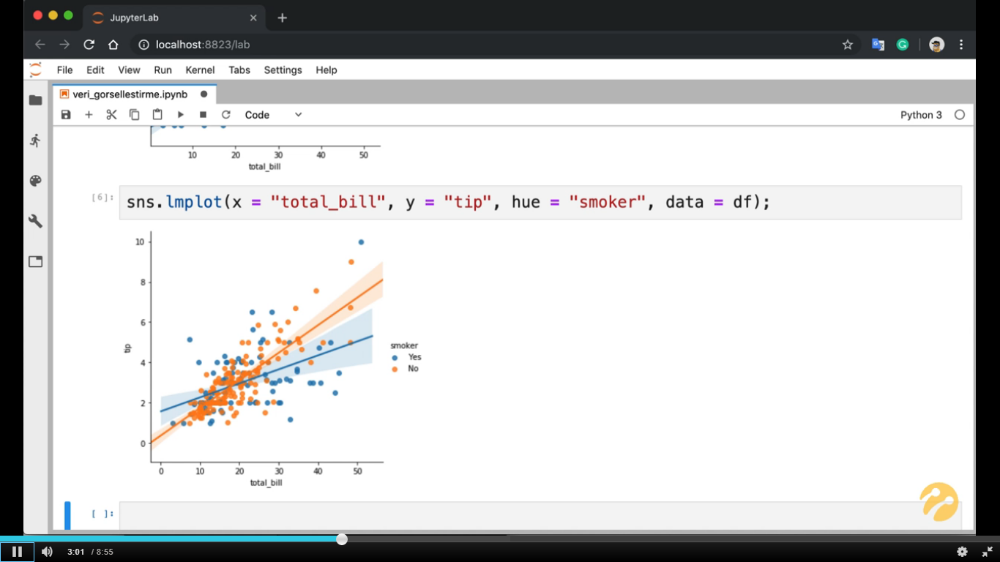 JupyterLab
localhost:8823/lab
File Edit View Run Kernel Tabs Settings Help
veri_gorsellestirme.ipynb
Code
Python 3
10 20 30 40 50
total_bill
[6]:
sns.lmplot(x = "total_bill", y = "tip", hue = "smoker", data = df);
10
8
6
4
2
0
tip
smoker
Yes
No
0 10 20 30 40 50
total_bill
[ ]:
3:01 / 8:55